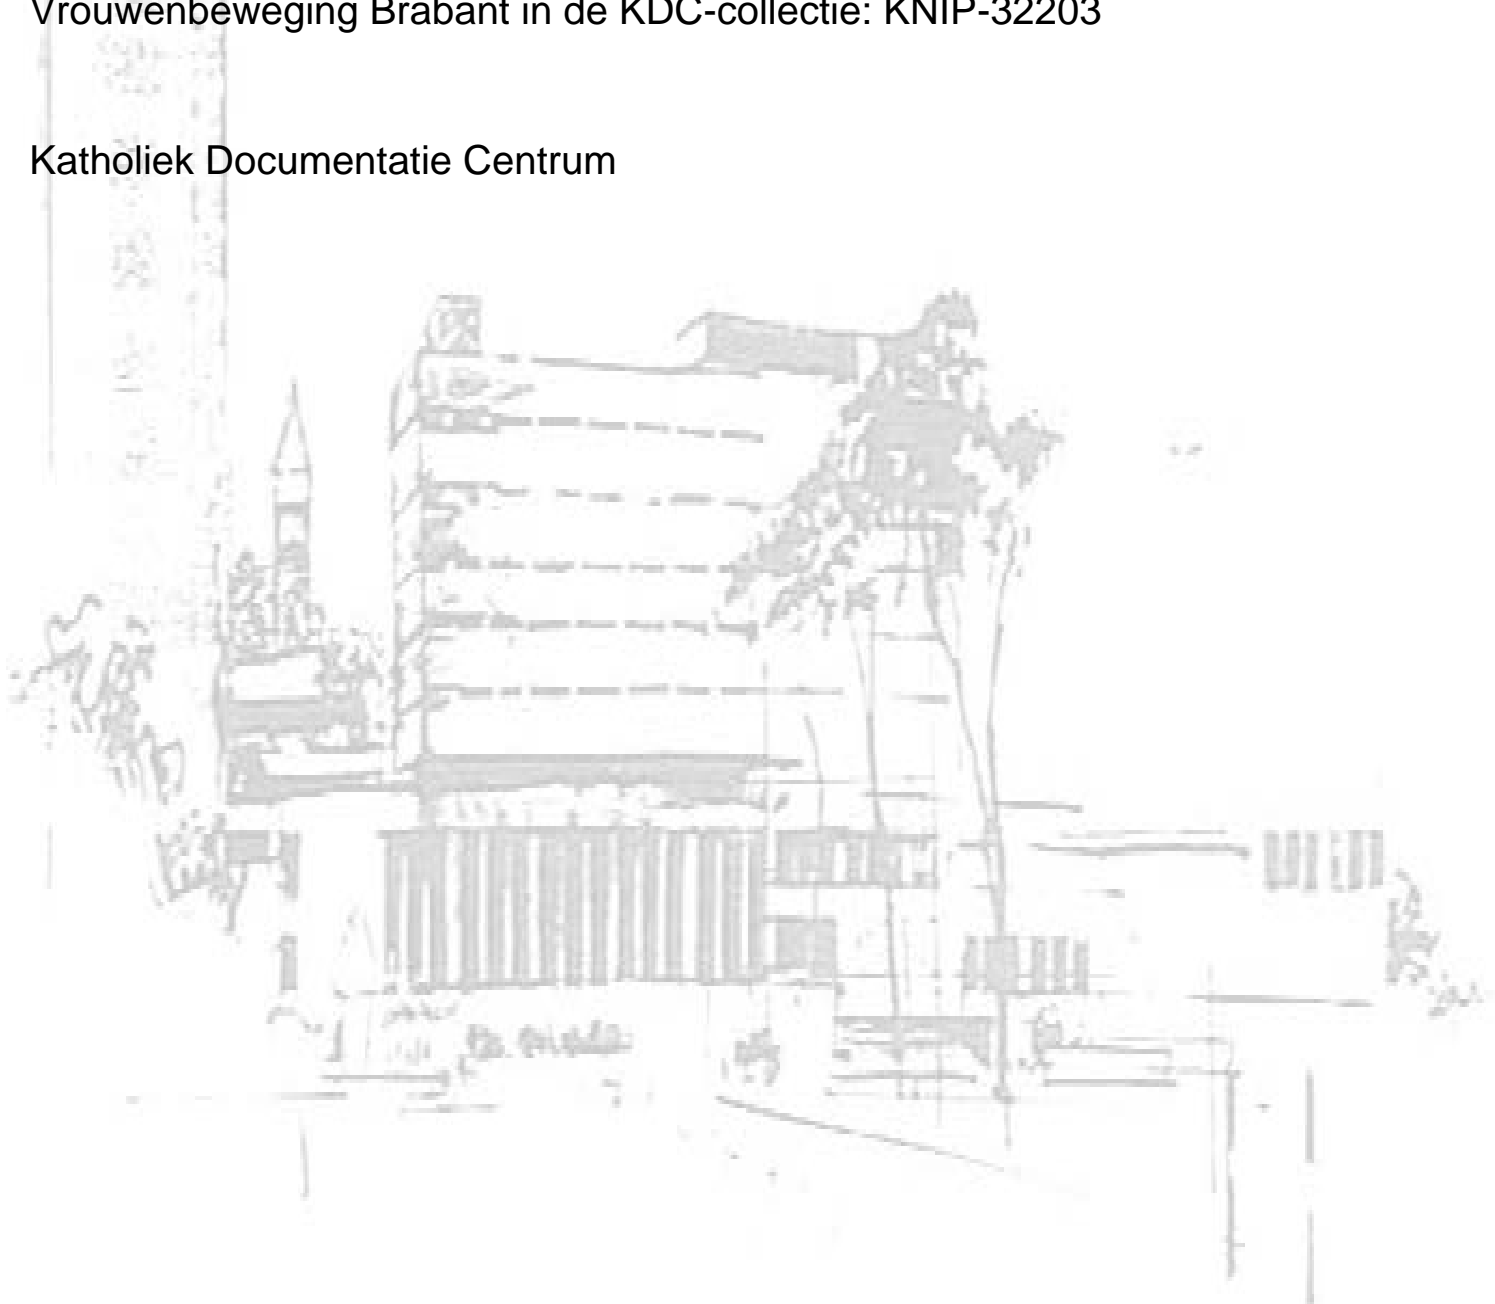 Vrouwenbeweging Brabant in de KDC-collectie: KNIP-32203
Katholiek Documentatie Centrum